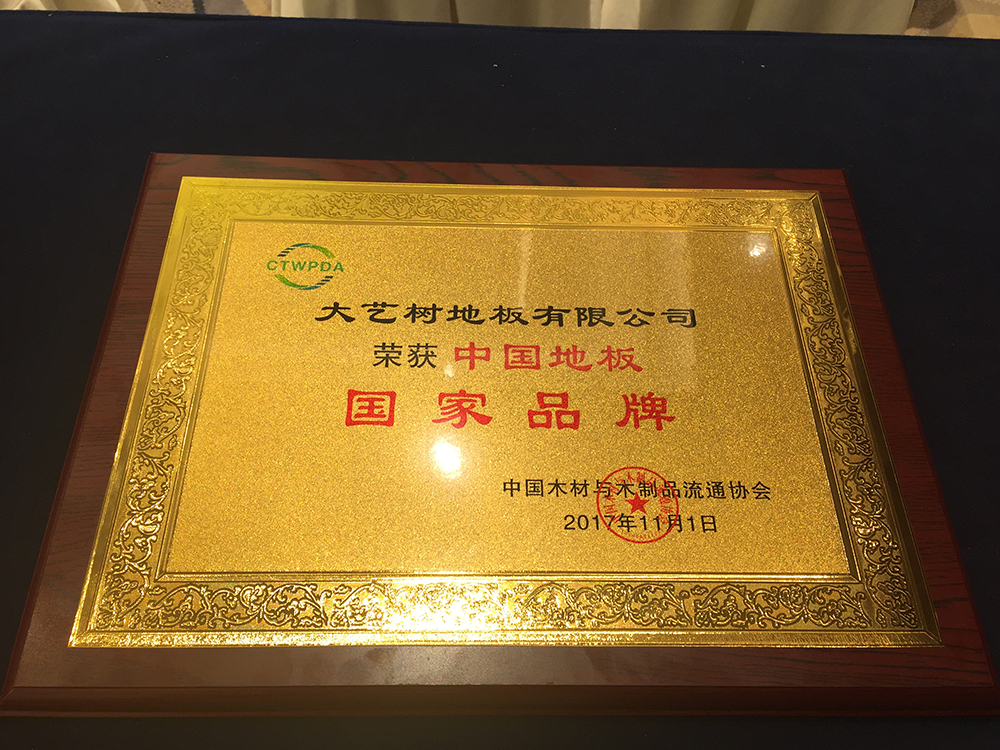 CTWPDA
大艺树地板有限公司
荣获 中国地板
国家品牌
中国木材与木制品流通协会
2017年11月1日